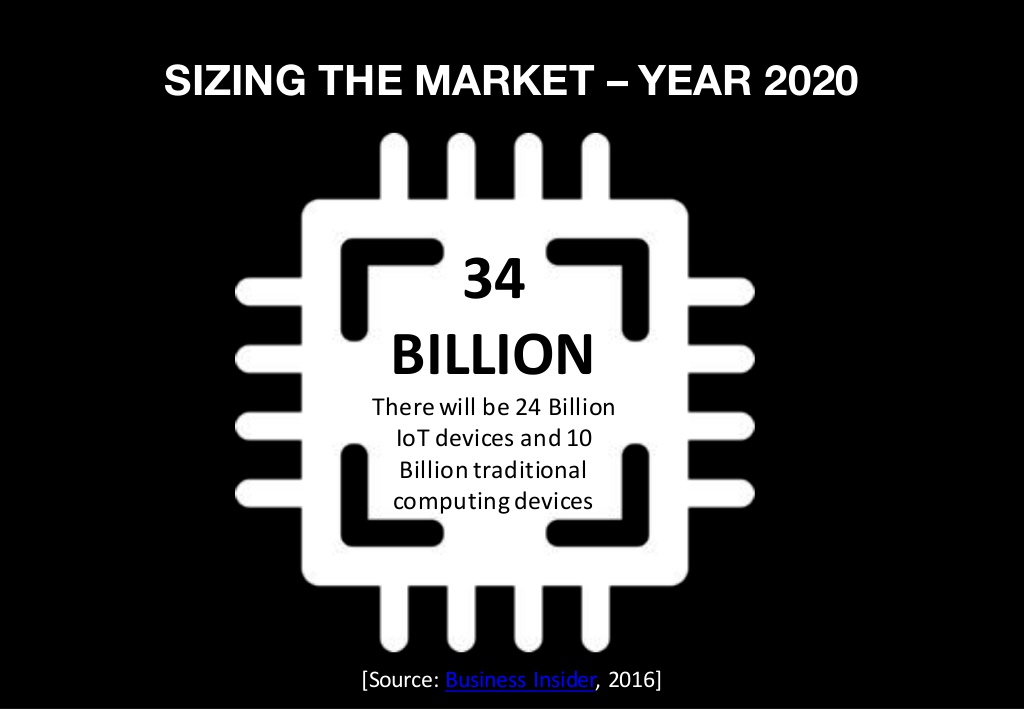 SIZING THE MARKET – YEAR 2020
34
BILLION
There will be 24 Billion
IoT devices and 10
Billion traditional
computing devices
[Source: Business Insider, 2016]